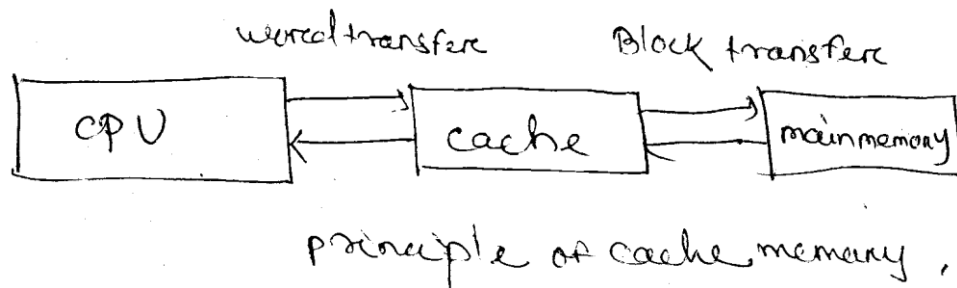 word transfer Block transfer
CPU cache mainmemory
principle of cache memory.